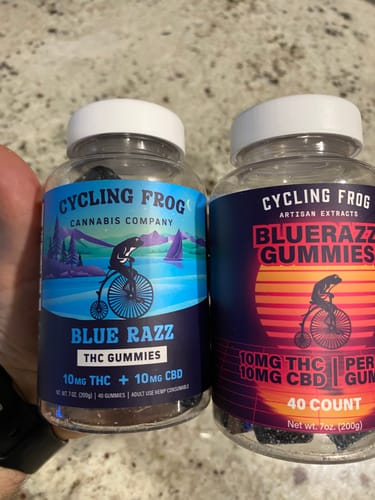 CYCLING FROG
CANNABIS COMPANY
BLUE RAZZ
THC GUMMIES
10MG THC + 10MG CBD
NET WT. 7OZ (200g) | 40 GUMMIES | ADULT USE HEMP CONSUMABLE
CYCLING FROG
ARTISAN EXTRACTS
BLUERAZZ
GUMMIES
10MG THC PER
10MG CBD GUM
40 COUNT
Net wt. 7oz. (200g)